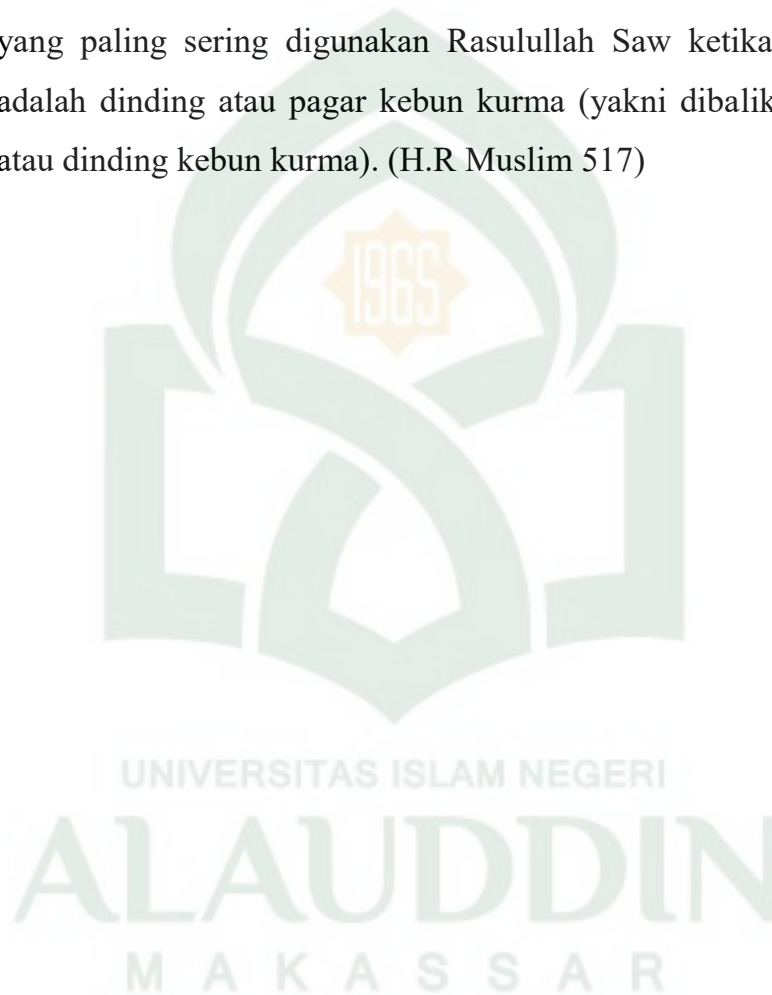 yang paling sering digunakan Rasulullah Saw ketika
adalah dinding atau pagar kebun kurma (yakni dibalik
atau dinding kebun kurma). (H.R Muslim 517)
1965
UNIVERSITAS ISLAM NEGERI
ALAUDDIN
MAKASSAR